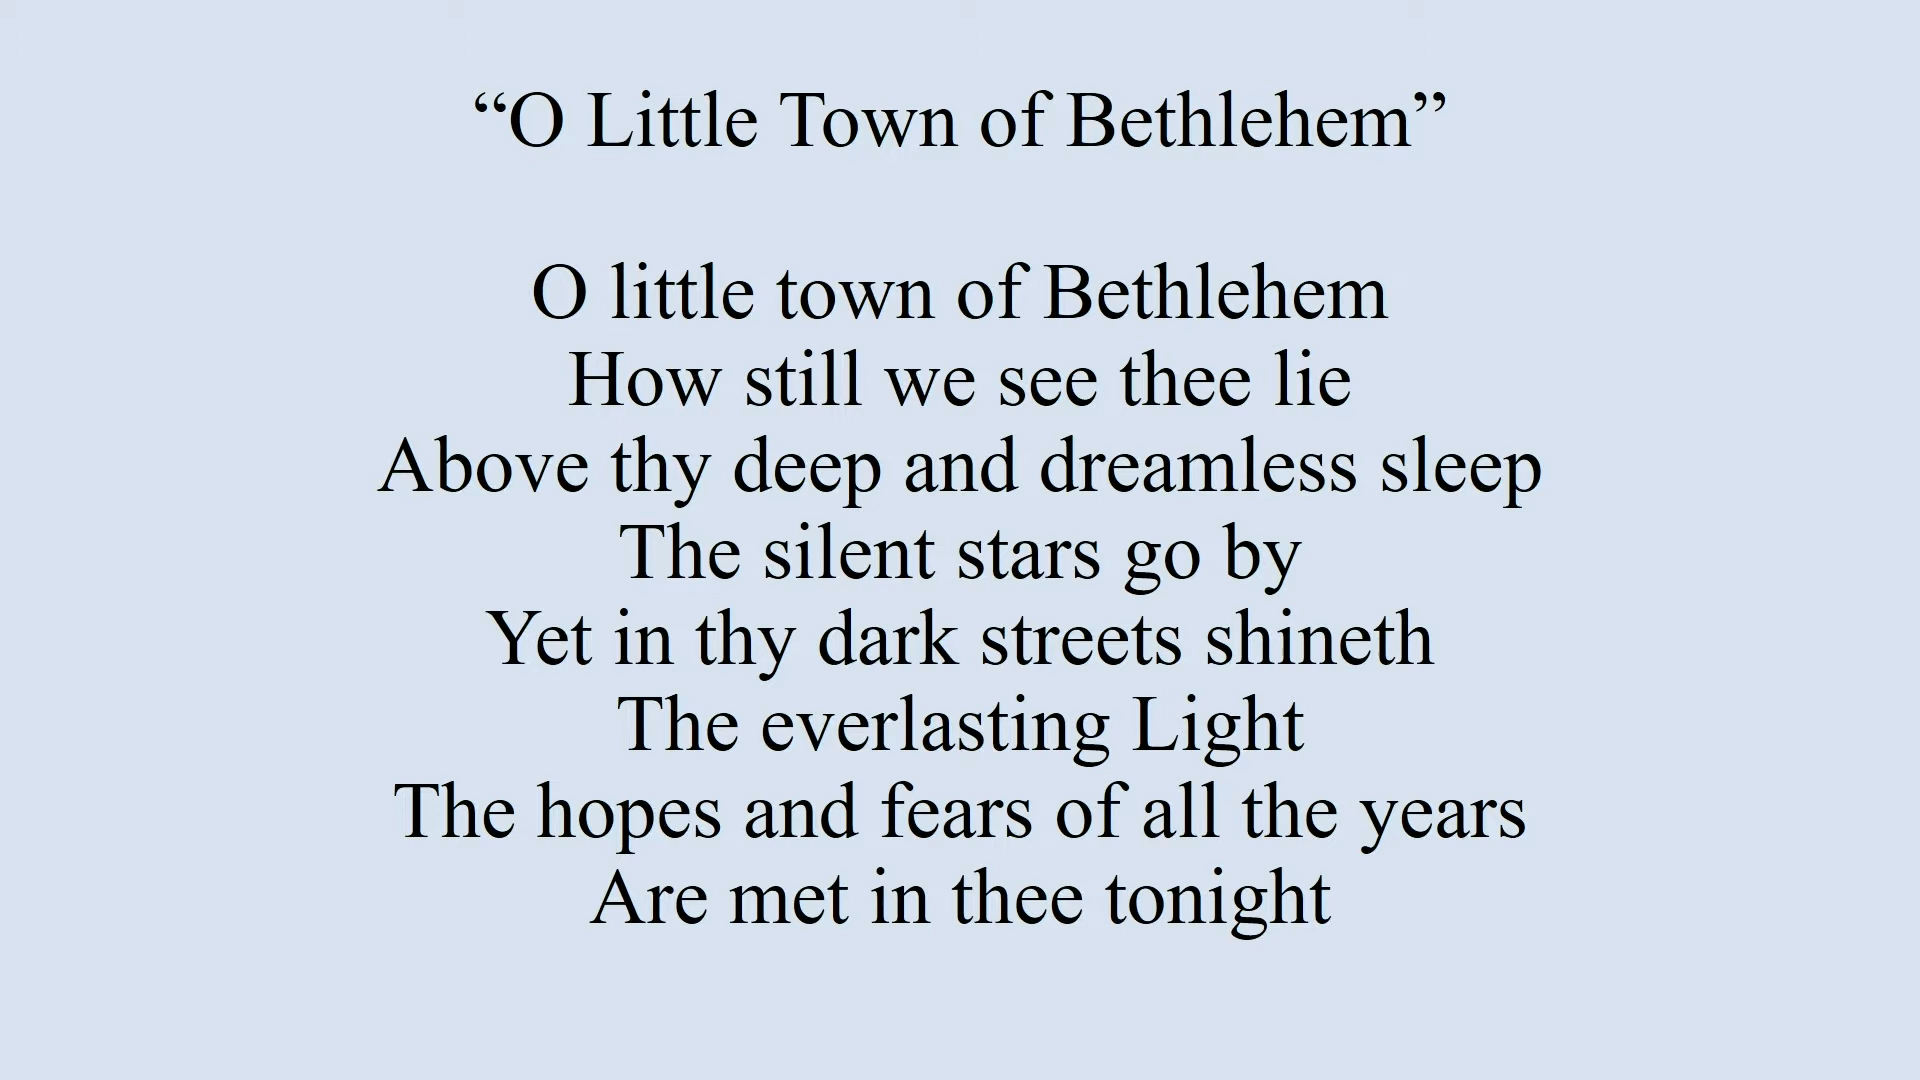 “O Little Town of Bethlehem”
O little town of Bethlehem
How still we see thee lie
Above thy deep and dreamless sleep
The silent stars go by
Yet in thy dark streets shineth
The everlasting Light
The hopes and fears of all the years
Are met in thee tonight